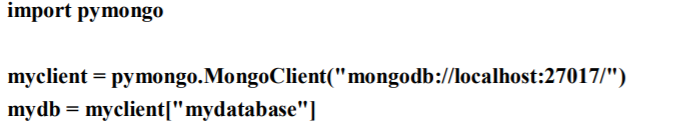 import pymongo
myclient = pymongo.MongoClient("mongodb://localhost:27017/")
mydb = myclient["mydatabase"]